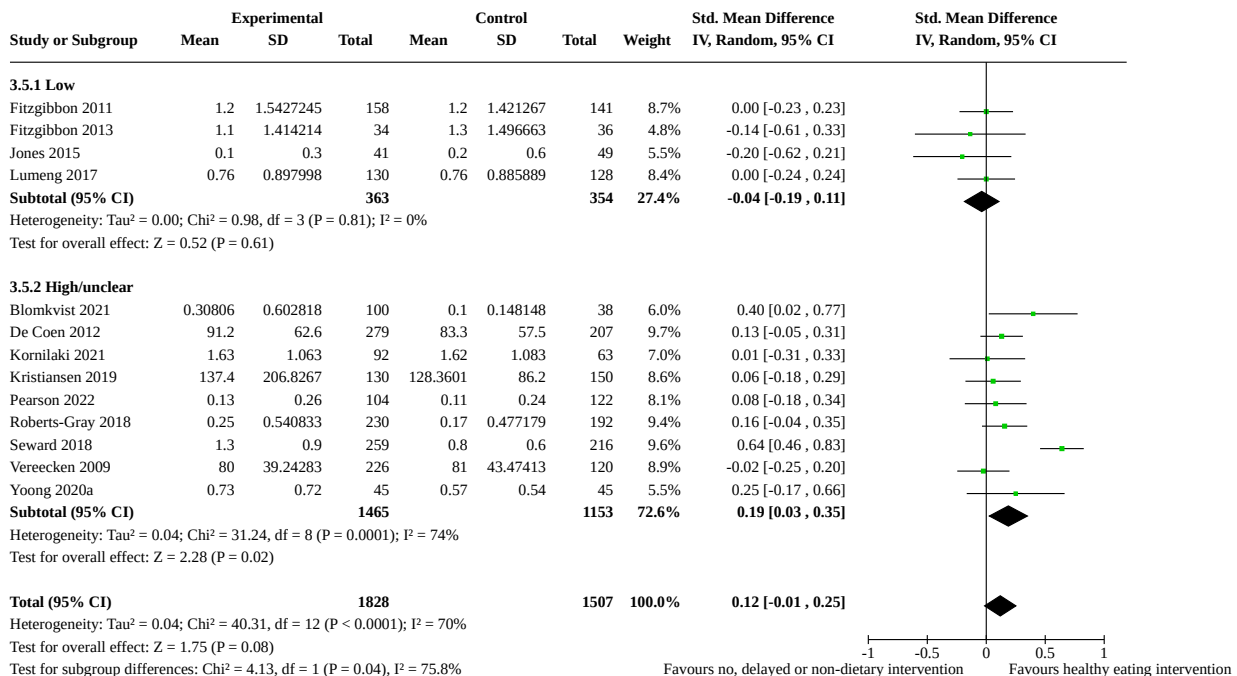 Experimental Control Std. Mean Difference Std. Mean Difference
Study or Subgroup Mean SD Total Mean SD Total Weight IV, Random, 95% CI IV, Random, 95% CI
3.5.1 Low
Fitzgibbon 2011 1.2 1.5427245 158 1.2 1.421267 141 8.7% 0.00 [-0.23 , 0.23]
Fitzgibbon 2013 1.1 1.414214 34 1.3 1.496663 36 4.8% -0.14 [-0.61 , 0.33]
Jones 2015 0.1 0.3 41 0.2 0.6 49 5.5% -0.20 [-0.62 , 0.21]
Lumeng 2017 0.76 0.897998 130 0.76 0.885889 128 8.4% 0.00 [-0.24 , 0.24]
Subtotal (95% CI) 363 354 27.4% -0.04 [-0.19 , 0.11]
Heterogeneity: Tau² = 0.00; Chi² = 0.98, df = 3 (P = 0.81); I² = 0%
Test for overall effect: Z = 0.52 (P = 0.61)
3.5.2 High/unclear
Blomkvist 2021 0.30806 0.602818 100 0.1 0.148148 38 6.0% 0.40 [0.02 , 0.77]
De Coen 2012 91.2 62.6 279 83.3 57.5 207 9.7% 0.13 [-0.05 , 0.31]
Kornilaki 2021 1.63 1.063 92 1.62 1.083 63 7.0% 0.01 [-0.31 , 0.33]
Kristiansen 2019 137.4 206.8267 130 128.3601 86.2 150 8.6% 0.06 [-0.18 , 0.29]
Pearson 2022 0.13 0.26 104 0.11 0.24 122 8.1% 0.08 [-0.18 , 0.34]
Roberts-Gray 2018 0.25 0.540833 230 0.17 0.477179 192 9.4% 0.16 [-0.04 , 0.35]
Seward 2018 1.3 0.9 259 0.8 0.6 216 9.6% 0.64 [0.46 , 0.83]
Vereecken 2009 80 39.24283 226 81 43.47413 120 8.9% -0.02 [-0.25 , 0.20]
Yoong 2020a 0.73 0.72 45 0.57 0.54 45 5.5% 0.25 [-0.17 , 0.66]
Subtotal (95% CI) 1465 1153 72.6% 0.19 [0.03 , 0.35]
Heterogeneity: Tau² = 0.04; Chi² = 31.24, df = 8 (P = 0.0001); I² = 74%
Test for overall effect: Z = 2.28 (P = 0.02)
Total (95% CI) 1828 1507 100.0% 0.12 [-0.01 , 0.25]
Heterogeneity: Tau² = 0.04; Chi² = 40.31, df = 12 (P < 0.0001); I² = 70%
Test for overall effect: Z = 1.75 (P = 0.08)
-1 -0.5 0 0.5 1
Test for subgroup differences: Chi² = 4.13, df = 1 (P = 0.04), I² = 75.8% Favours no, delayed or non-dietary intervention Favours healthy eating intervention